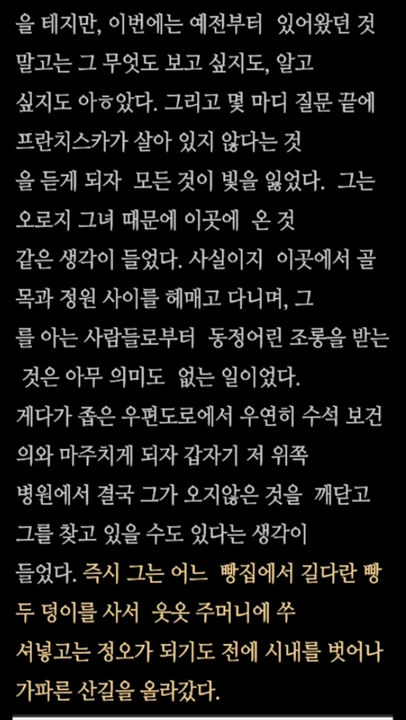 을 테지만, 이번에는 예전부터  있어왔던 것
말고는 그 무엇도 보고 싶지도, 알고
싶지도 아ㅎ았다. 그리고 몇 마디 질문 끝에
프란치스카가 살아 있지 않다는 것
을 듣게 되자  모든 것이 빛을 잃었다.  그는
오로지 그녀 때문에 이곳에  온 것
같은 생각이 들었다. 사실이지  이곳에서 골
목과 정원 사이를 헤매고 다니며, 그
를 아는 사람들로부터  동정어린 조롱을 받는
것은 아무 의미도  없는 일이었다.
게다가 좁은 우편도로에서 우연히 수석 보건
의와 마주치게 되자 갑자기 저 위쪽
병원에서 결국 그가 오지않은 것을  깨닫고
그를 찾고 있을 수도 있다는 생각이
들었다. 즉시 그는 어느  빵집에서 길다란 빵
두 덩이를 사서  웃옷 주머니에 쑤
셔넣고는 정오가 되기도 전에 시내를 벗어나
가파른 산길을 올라갔다.